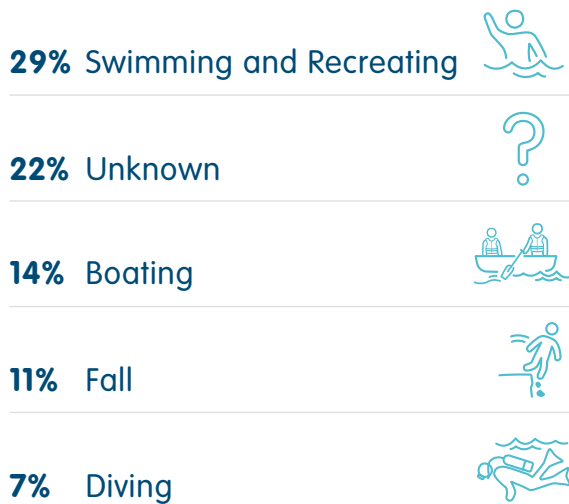 29% Swimming and Recreating
22% Unknown
14% Boating
11% Fall
7% Diving